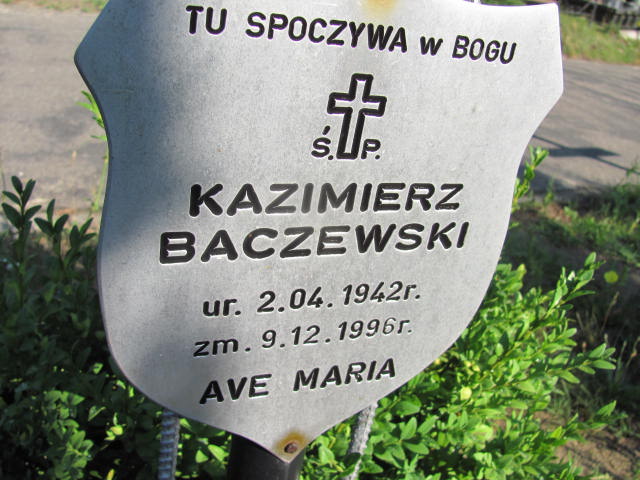 TU SPOCZYWA w BOGU
Ś. P.
KAZIMIERZ
BACZEWSKI
ur. 2.04.1942r.
zm. 9.12.1996r.
AVE MARIA